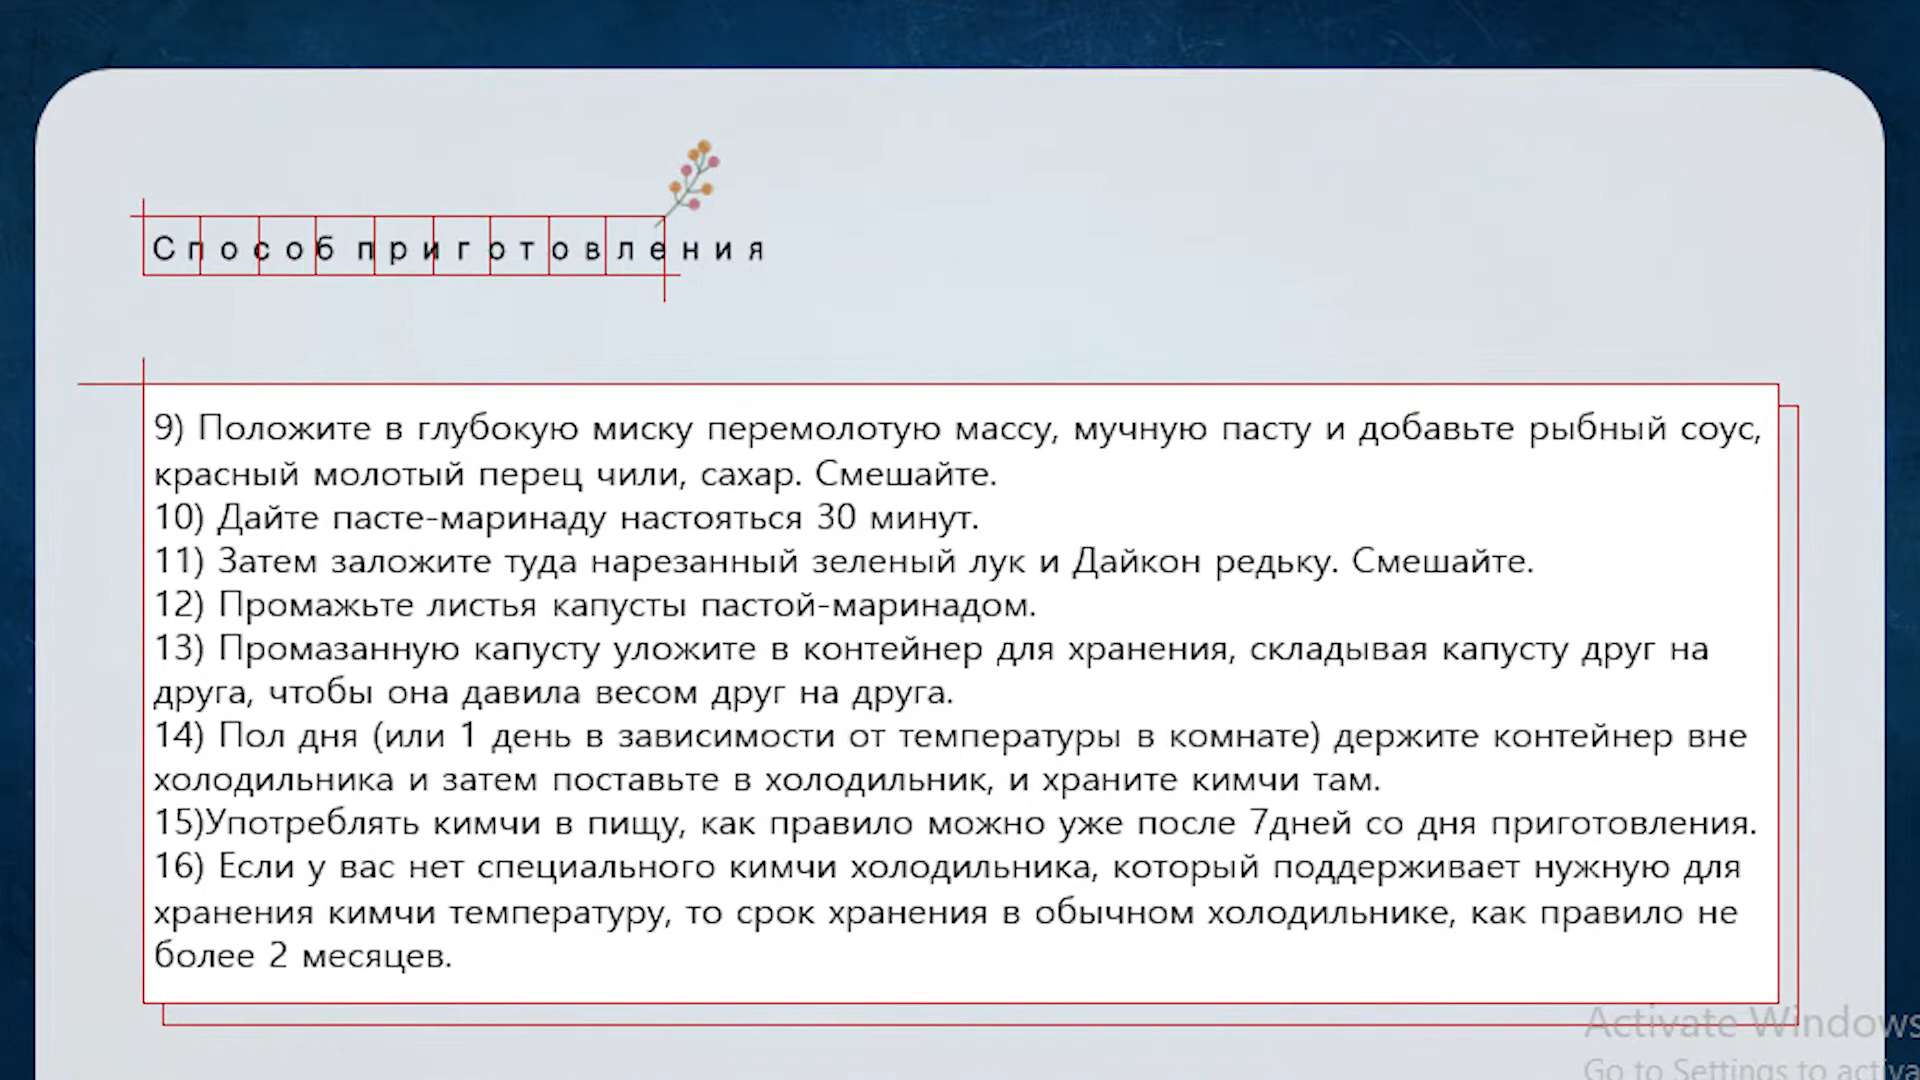 Способ приготовления
9) Положите в глубокую миску перемолотую массу, мучную пасту и добавьте рыбный соус,
красный молотый перец чили, сахар. Смешайте.
10) Дайте пасте-маринаду настояться 30 минут.
11) Затем заложите туда нарезанный зеленый лук и Дайкон редьку. Смешайте.
12) Промажьте листья капусты пастой-маринадом.
13) Промазанную капусту уложите в контейнер для хранения, складывая капусту друг на
друга, чтобы она давила весом друг на друга.
14) Пол дня (или 1 день в зависимости от температуры в комнате) держите контейнер вне
холодильника и затем поставьте в холодильник, и храните кимчи там.
15)Употреблять кимчи в пищу, как правило можно уже после 7дней со дня приготовления.
16) Если у вас нет специального кимчи холодильника, который поддерживает нужную для
хранения кимчи температуру, то срок хранения в обычном холодильнике, как правило не
более 2 месяцев.
Activate Windows
Go to Settings to activa